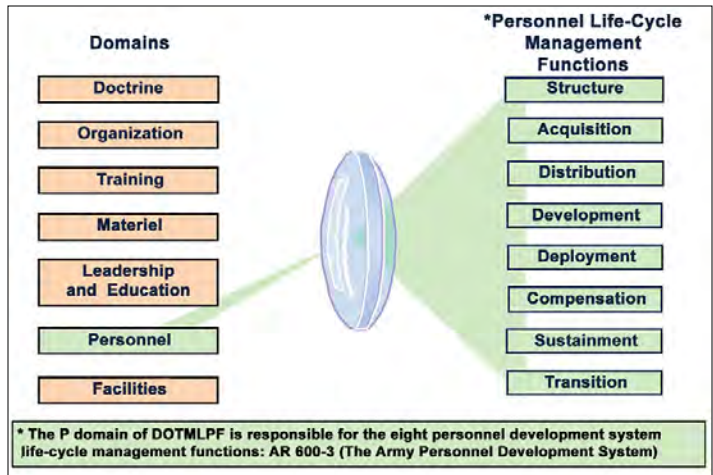 Domains
Doctrine
Organization
Training
Materiel
Leadership
and Education
Personnel
Facilities
*Personnel Life-Cycle
Management
Functions
Structure
Acquisition
Distribution
Development
Deployment
Compensation
Sustainment
Transition
* The P domain of DOTMLPF is responsible for the eight personnel development system
life-cycle management functions: AR 600-3 (The Army Personnel Development System)